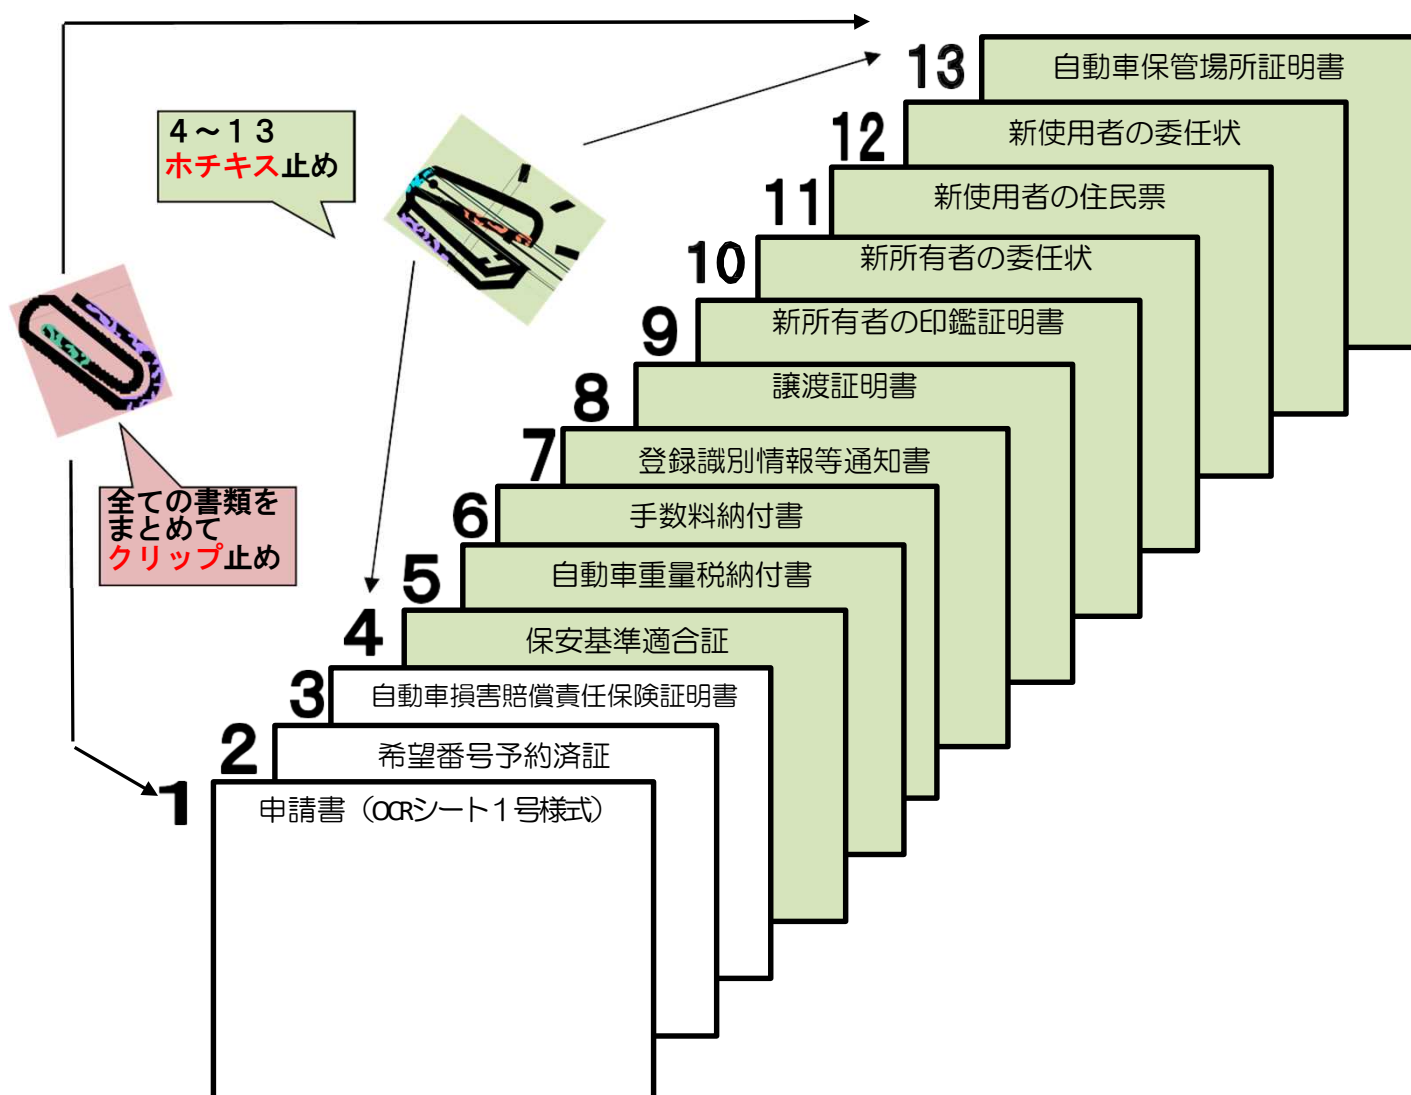 13
自動車保管場所証明書
12
新使用者の委任状
4～13
ホチキス止め
11
新使用者の住民票
10
新所有者の委任状
9
新所有者の印鑑証明書
8
譲渡証明書
7
登録識別情報等通知書
全ての書類を
まとめて
クリップ止め
6
手数料納付書
5
自動車重量税納付書
4
保安基準適合証
3
自動車損害賠償責任保険証明書
2
希望番号予約済証
1
申請書（OCRシート１号様式）